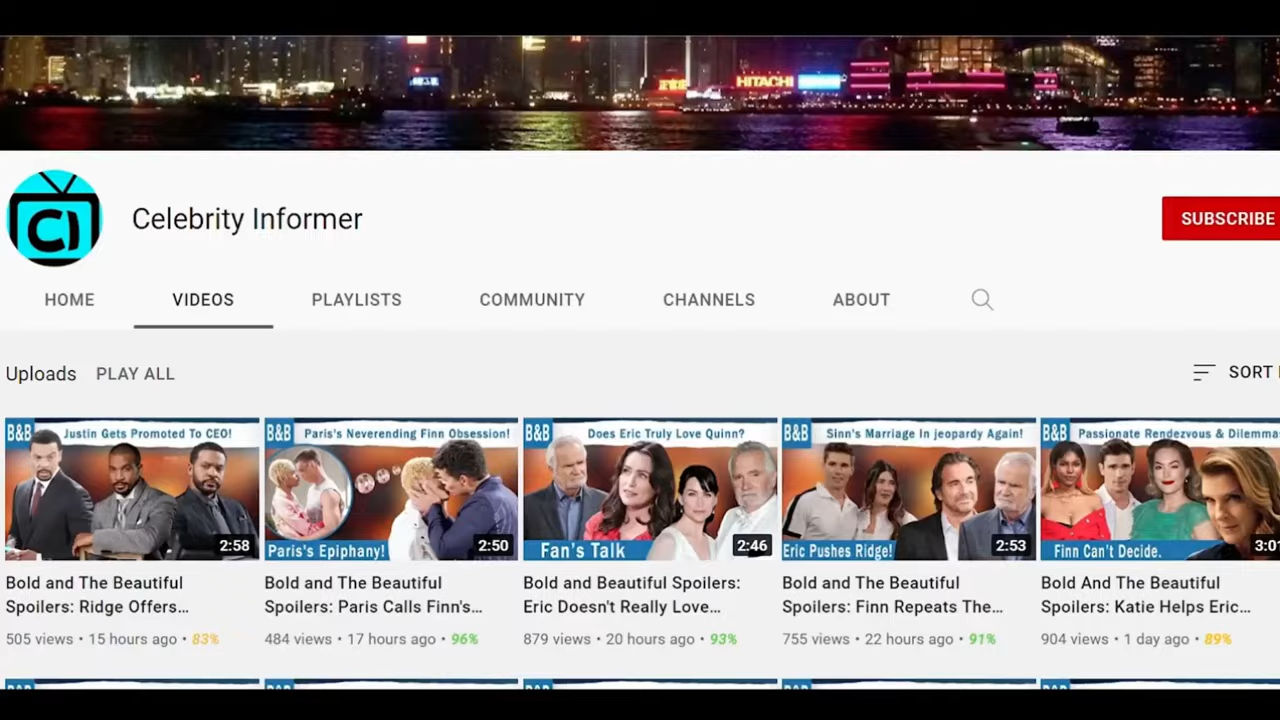 HITACHI
CI
Celebrity Informer
SUBSCRIBE
HOME VIDEOS PLAYLISTS COMMUNITY CHANNELS ABOUT
Uploads PLAY ALL
SORT
B&B Justin Gets Promoted To CEO!
2:58
Bold and The Beautiful
Spoilers: Ridge Offers...
505 views • 15 hours ago • 83%
B&B Paris's Neverending Finn Obsession!
Paris's Epiphany!
2:50
Bold and The Beautiful
Spoilers: Paris Calls Finn's...
484 views • 17 hours ago • 96%
B&B Does Eric Truly Love Quinn?
Fan's Talk
2:46
Bold and Beautiful Spoilers:
Eric Doesn't Really Love...
879 views • 20 hours ago • 93%
B&B Sinn's Marriage In jeopardy Again!
Eric Pushes Ridge!
2:53
Bold and The Beautiful
Spoilers: Finn Repeats The...
755 views • 22 hours ago • 91%
B&B Passionate Rendezvous & Dilemma
Finn Can't Decide.
3:01
Bold And The Beautiful
Spoilers: Katie Helps Eric...
904 views • 1 day ago • 89%